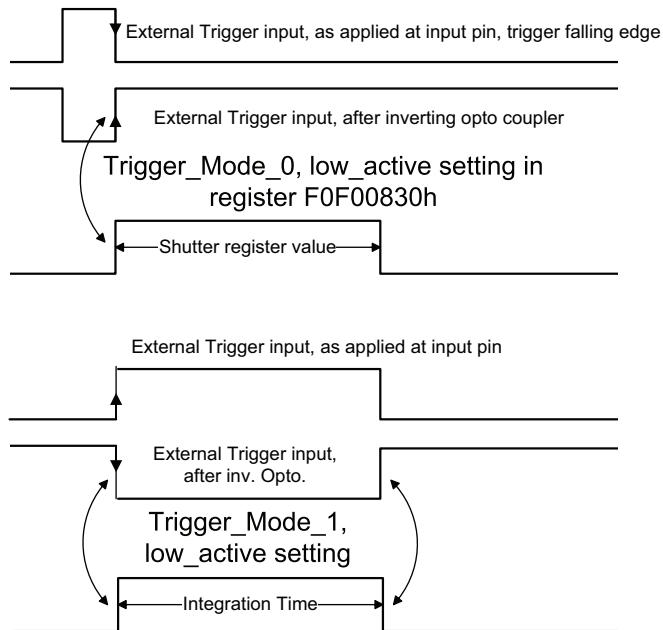 External Trigger input, as applied at input pin, trigger falling edge
External Trigger input, after inverting opto coupler
Trigger_Mode_0, low_active setting in
register F0F00830h
Shutter register value
External Trigger input, as applied at input pin
External Trigger input,
after inv. Opto.
Trigger_Mode_1,
low_active setting
Integration Time